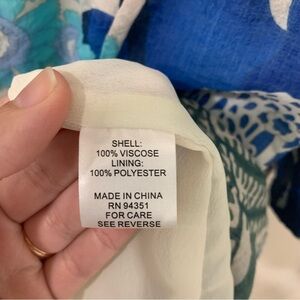 SHELL:
100% VISCOSE
LINING:
100% POLYESTER
MADE IN CHINA
RN 94351
FOR CARE
SEE REVERSE